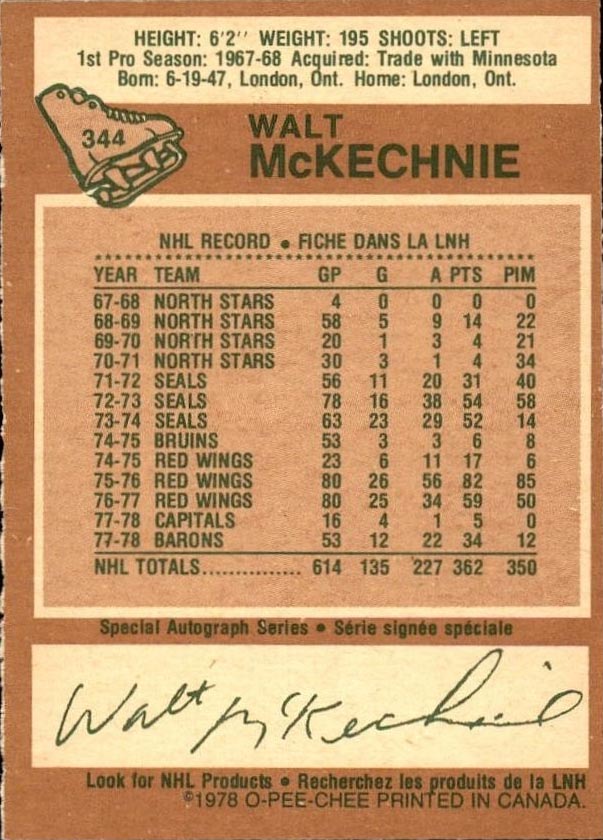 HEIGHT: 6'2'' WEIGHT: 195 SHOOTS: LEFT
1st Pro Season: 1967-68 Acquired: Trade with Minnesota
Born: 6-19-47, London, Ont. Home: London, Ont.
344
WALT
McKECHNIE
NHL RECORD • FICHE DANS LA LNH
YEAR TEAM GP G A PTS PIM
67-68 NORTH STARS 4 0 0 0 0
68-69 NORTH STARS 58 5 9 14 22
69-70 NORTH STARS 20 1 3 4 21
70-71 NORTH STARS 30 3 1 4 34
71-72 SEALS 56 11 20 31 40
72-73 SEALS 78 16 38 54 58
73-74 SEALS 63 23 29 52 14
74-75 BRUINS 53 3 3 6 8
74-75 RED WINGS 23 6 11 17 6
75-76 RED WINGS 80 26 56 82 85
76-77 RED WINGS 80 25 34 59 50
77-78 CAPITALS 16 4 1 5 0
77-78 BARONS 53 12 22 34 12
NHL TOTALS............... 614 135 227 362 350
Special Autograph Series • Série signée spéciale
Walt McKechnie
Look for NHL Products • Recherchez les produits de la LNH
©1978 O-PEE-CHEE PRINTED IN CANADA.